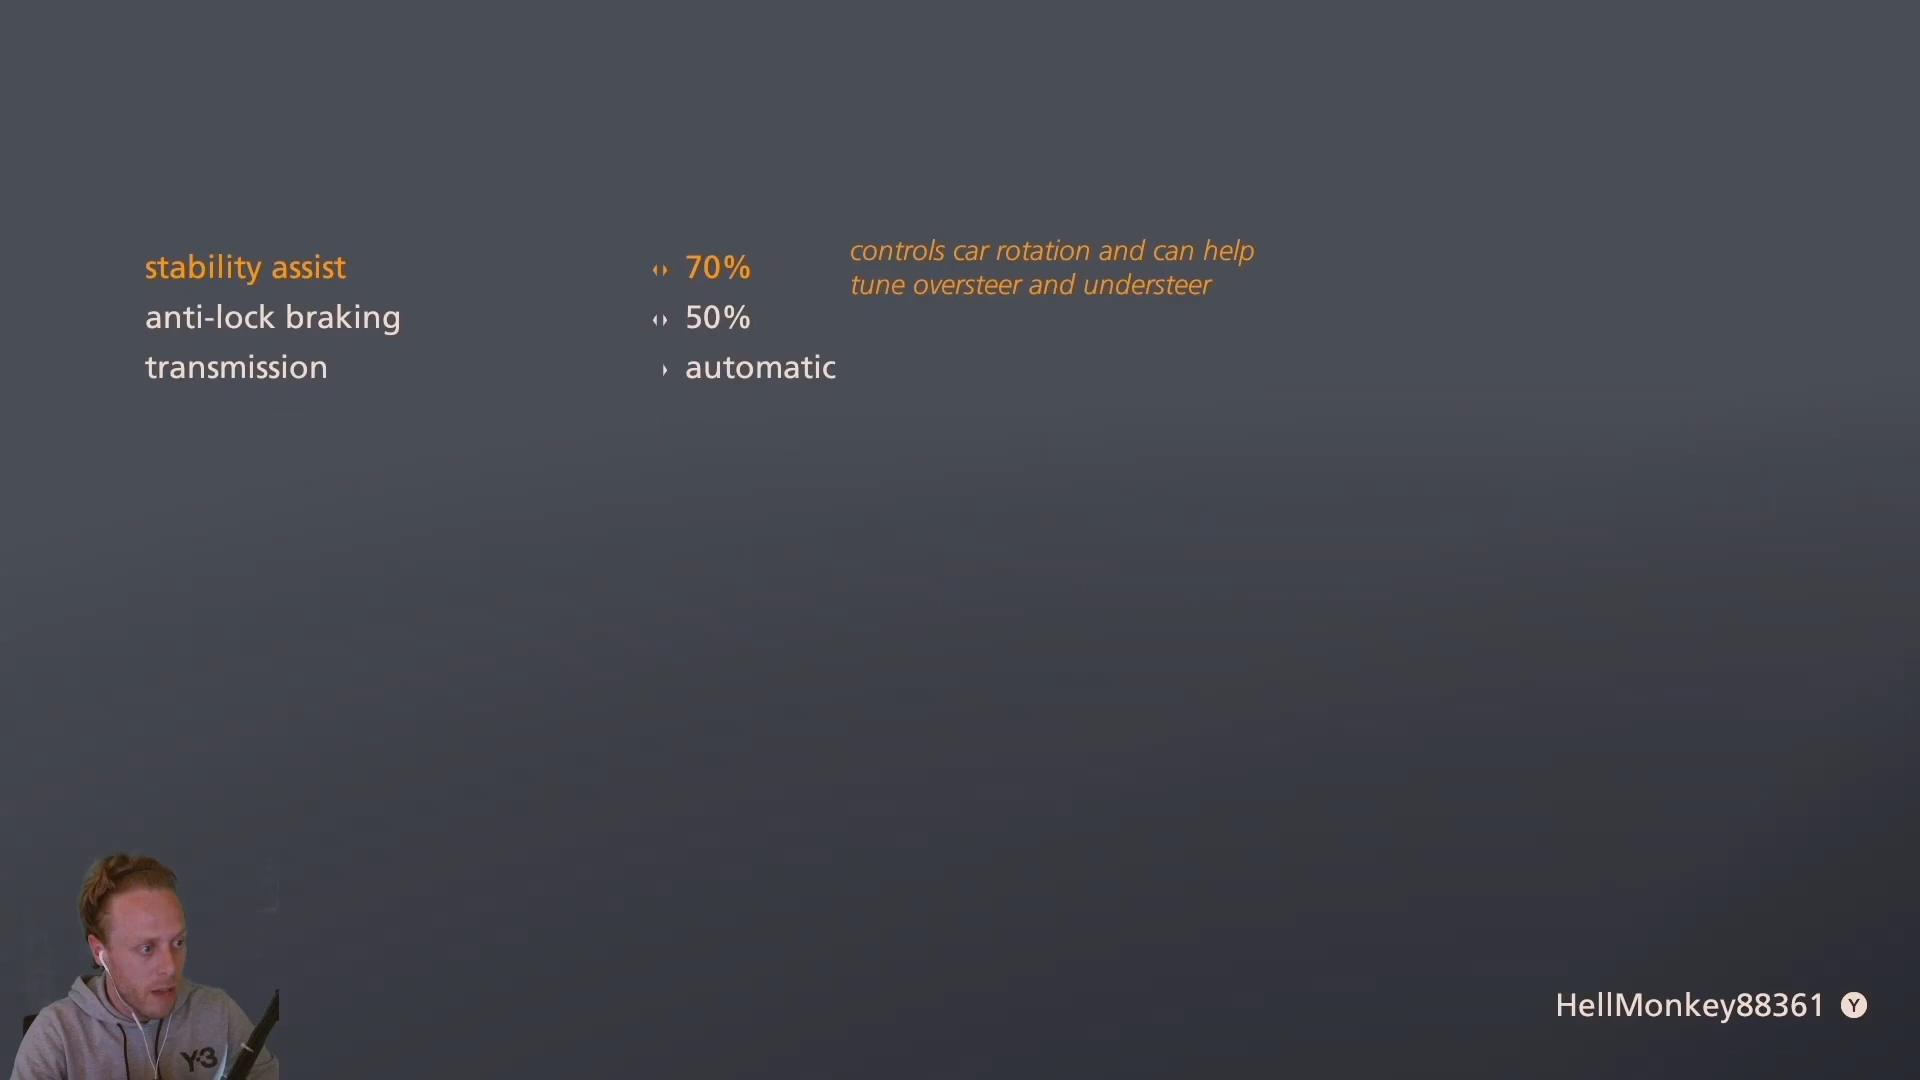 stability assist 70%
controls car rotation and can help
tune oversteer and understeer
anti-lock braking 50%
transmission automatic
Y-3
HellMonkey88361 Y